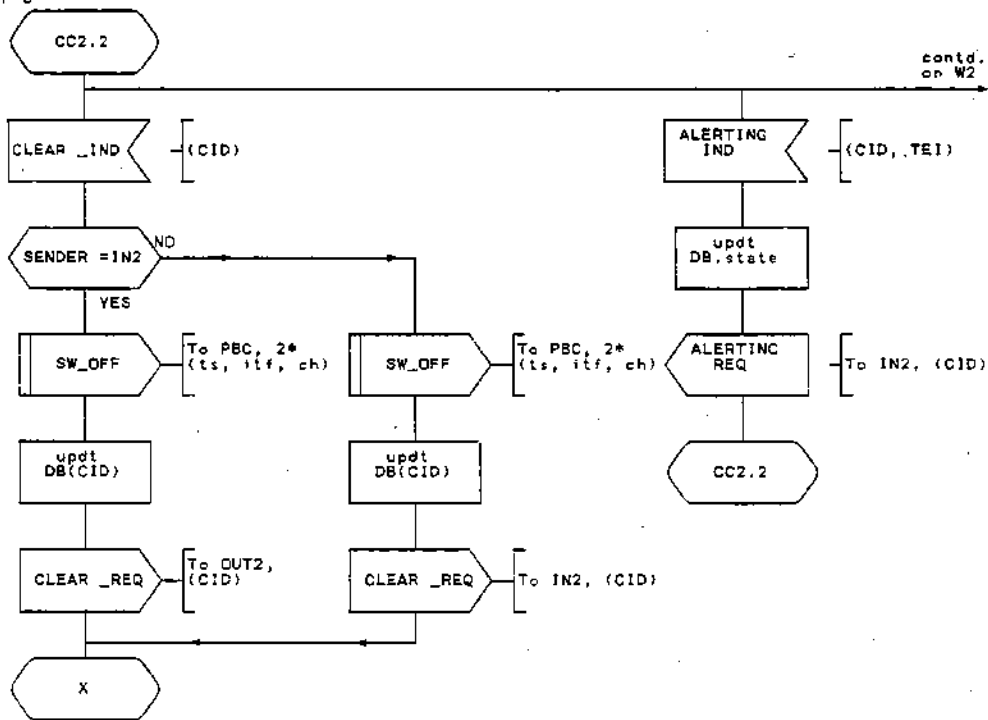 CC2.2
contd.
on W2
CLEAR _IND
(CID)
ALERTING
IND
(CID, TEI)
SENDER =IN2
NO
YES
updt
DB.state
SW_OFF
To PBC, 2*
(ts, itf, ch)
SW_OFF
To PBC, 2*
(ts, itf, ch)
ALERTING
REQ
To IN2, (CID)
updt
DB(CID)
updt
DB(CID)
CC2.2
CLEAR _REQ
To OUT2,
(CID)
CLEAR _REQ
To IN2, (CID)
X